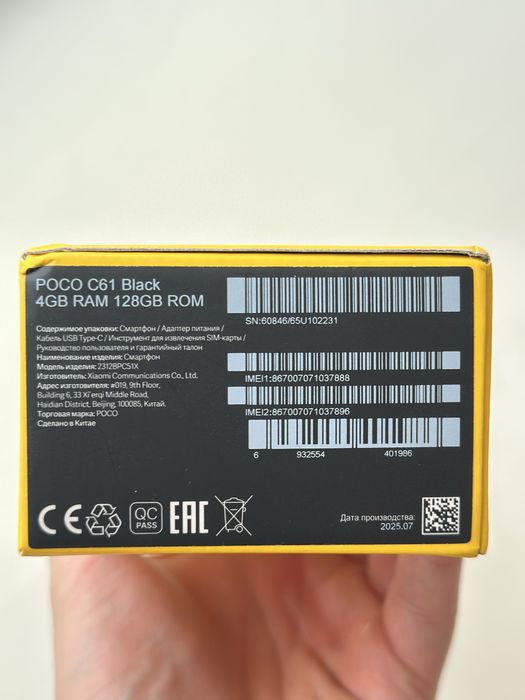 POCO C61 Black
4GB RAM 128GB ROM
Содержимое упаковки: Смартфон / Адаптер питания /
Кабель USB Type-C / Инструмент для извлечения SIM-карты /
Руководство пользователя и гарантийный талон
Наименование изделия: Смартфон
Модель изделия: 2312BPC51X
Изготовитель: Xiaomi Communications Co., Ltd.
Адрес изготовителя: #019, 9th Floor,
Building 6, 33 Xi'erqi Middle Road,
Haidian District, Beijing, 100085, Китай.
Торговая марка: POCO
Сделано в Китае
SN:60846/65U102231
IMEI1:867007071037888
IMEI2:867007071037896
6 932554 401986
CE
QC
PASS
EAC
Дата производства:
2025.07